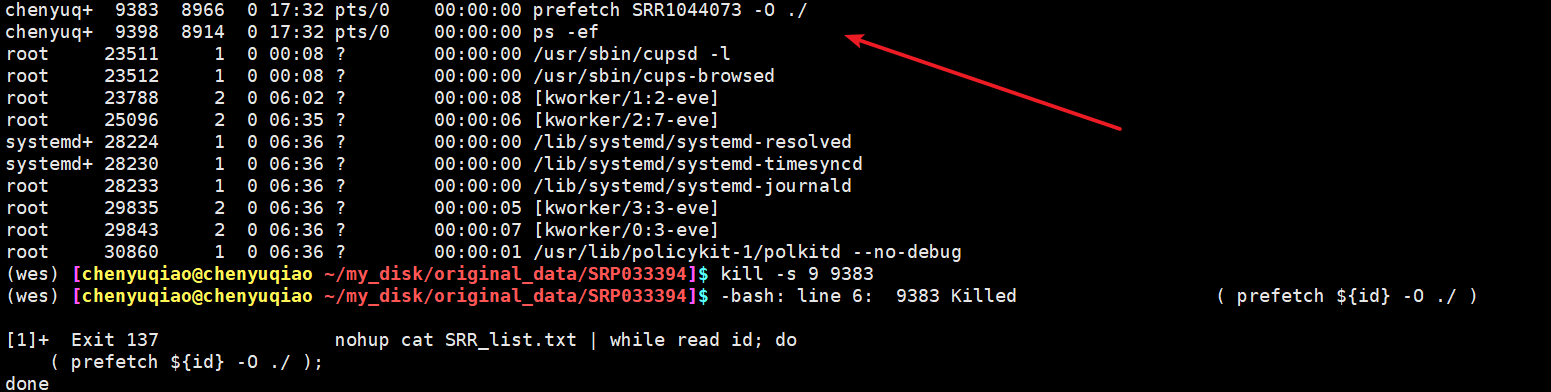 chenyuq+  9383  8966  0 17:32 pts/0    00:00:00 prefetch SRR1044073 -O ./
chenyuq+  9398  8914  0 17:32 pts/0    00:00:00 ps -ef
root     23511     1  0 00:08 ?        00:00:00 /usr/sbin/cupsd -l
root     23512     1  0 00:08 ?        00:00:00 /usr/sbin/cups-browsed
root     23788     2  0 06:02 ?        00:00:08 [kworker/1:2-eve]
root     25096     2  0 06:35 ?        00:00:06 [kworker/2:7-eve]
systemd+ 28224     1  0 06:36 ?        00:00:00 /lib/systemd/systemd-resolved
systemd+ 28230     1  0 06:36 ?        00:00:00 /lib/systemd/systemd-timesyncd
root     28233     1  0 06:36 ?        00:00:00 /lib/systemd/systemd-journald
root     29835     2  0 06:36 ?        00:00:05 [kworker/3:3-eve]
root     29843     2  0 06:36 ?        00:00:07 [kworker/0:3-eve]
root     30860     1  0 06:36 ?        00:00:01 /usr/lib/policykit-1/polkitd --no-debug
(wes) [chenyuqiao@chenyuqiao ~/my_disk/original_data/SRP033394]$ kill -s 9 9383
(wes) [chenyuqiao@chenyuqiao ~/my_disk/original_data/SRP033394]$ -bash: line 6:  9383 Killed                  ( prefetch ${id} -O ./ )
[1]+  Exit 137                nohup cat SRR_list.txt | while read id; do
    ( prefetch ${id} -O ./ );
done